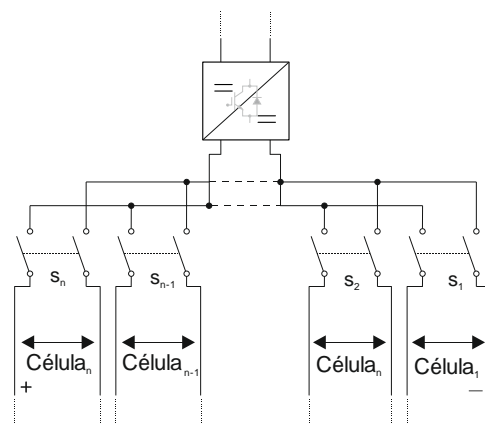 Sₙ Sₙ₋₁ S₂ S₁
Célulaₙ Célulaₙ₋₁ Célulaₙ Célula₁
+ −